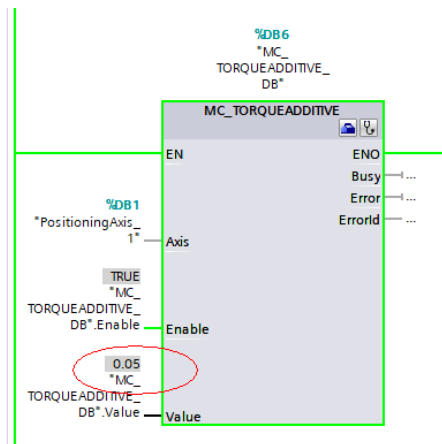 %DB6
"MC_
TORQUEADDITIVE_
DB"
MC_TORQUEADDITIVE
EN
ENO
Busy
...
Error
...
ErrorId
...
%DB1
"PositioningAxis_
1"
Axis
TRUE
"MC_
TORQUEADDITIVE_
DB".Enable
Enable
0.05
"MC_
TORQUEADDITIVE_
DB".Value
Value